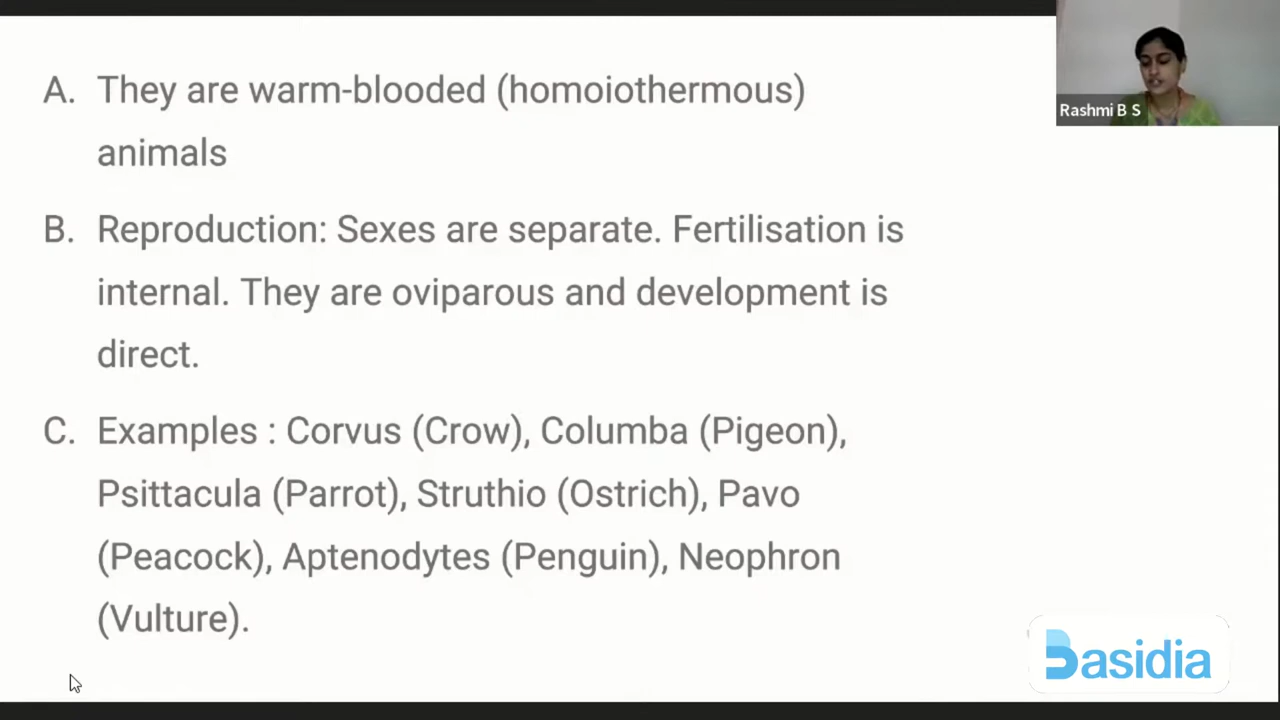 A. They are warm-blooded (homoiothermous)
animals
B. Reproduction: Sexes are separate. Fertilisation is
internal. They are oviparous and development is
direct.
C. Examples : Corvus (Crow), Columba (Pigeon),
Psittacula (Parrot), Struthio (Ostrich), Pavo
(Peacock), Aptenodytes (Penguin), Neophron
(Vulture).
Rashmi B S
Basidia